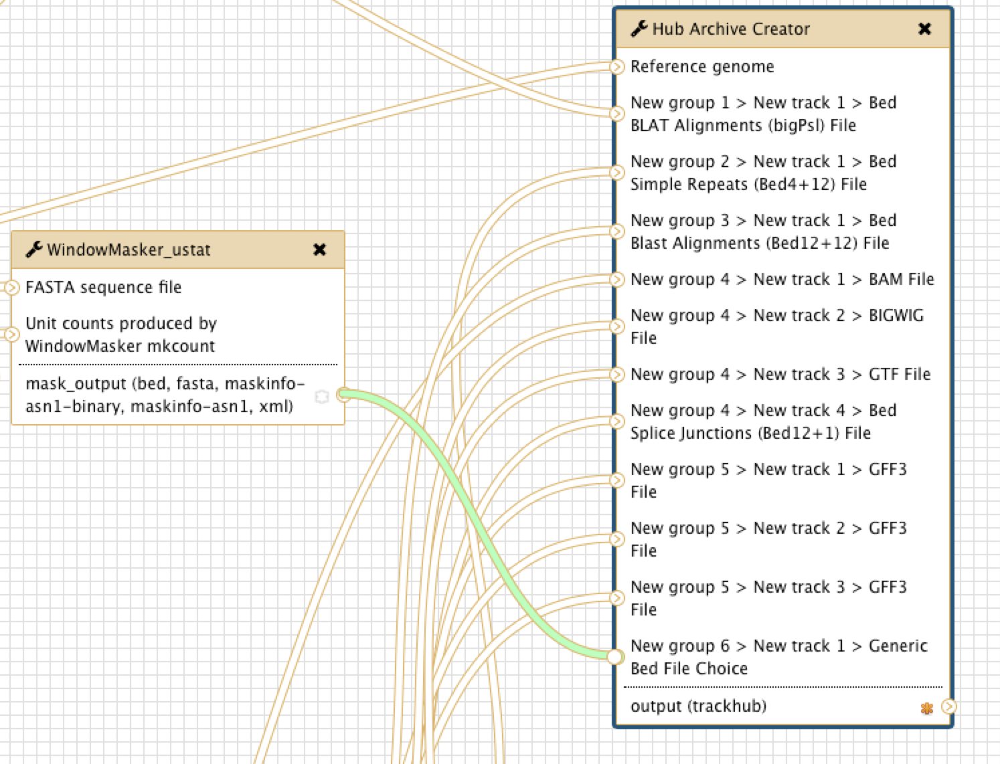 Hub Archive Creator
Reference genome
New group 1 > New track 1 > Bed
BLAT Alignments (bigPsl) File
New group 2 > New track 1 > Bed
Simple Repeats (Bed4+12) File
New group 3 > New track 1 > Bed
Blast Alignments (Bed12+12) File
New group 4 > New track 1 > BAM File
New group 4 > New track 2 > BIGWIG
File
New group 4 > New track 3 > GTF File
New group 4 > New track 4 > Bed
Splice Junctions (Bed12+1) File
New group 5 > New track 1 > GFF3
File
New group 5 > New track 2 > GFF3
File
New group 5 > New track 3 > GFF3
File
New group 6 > New track 1 > Generic
Bed File Choice
output (trackhub)
WindowMasker_ustat
FASTA sequence file
Unit counts produced by
WindowMasker mkcount
mask_output (bed, fasta, maskinfo-
asn1-binary, maskinfo-asn1, xml)